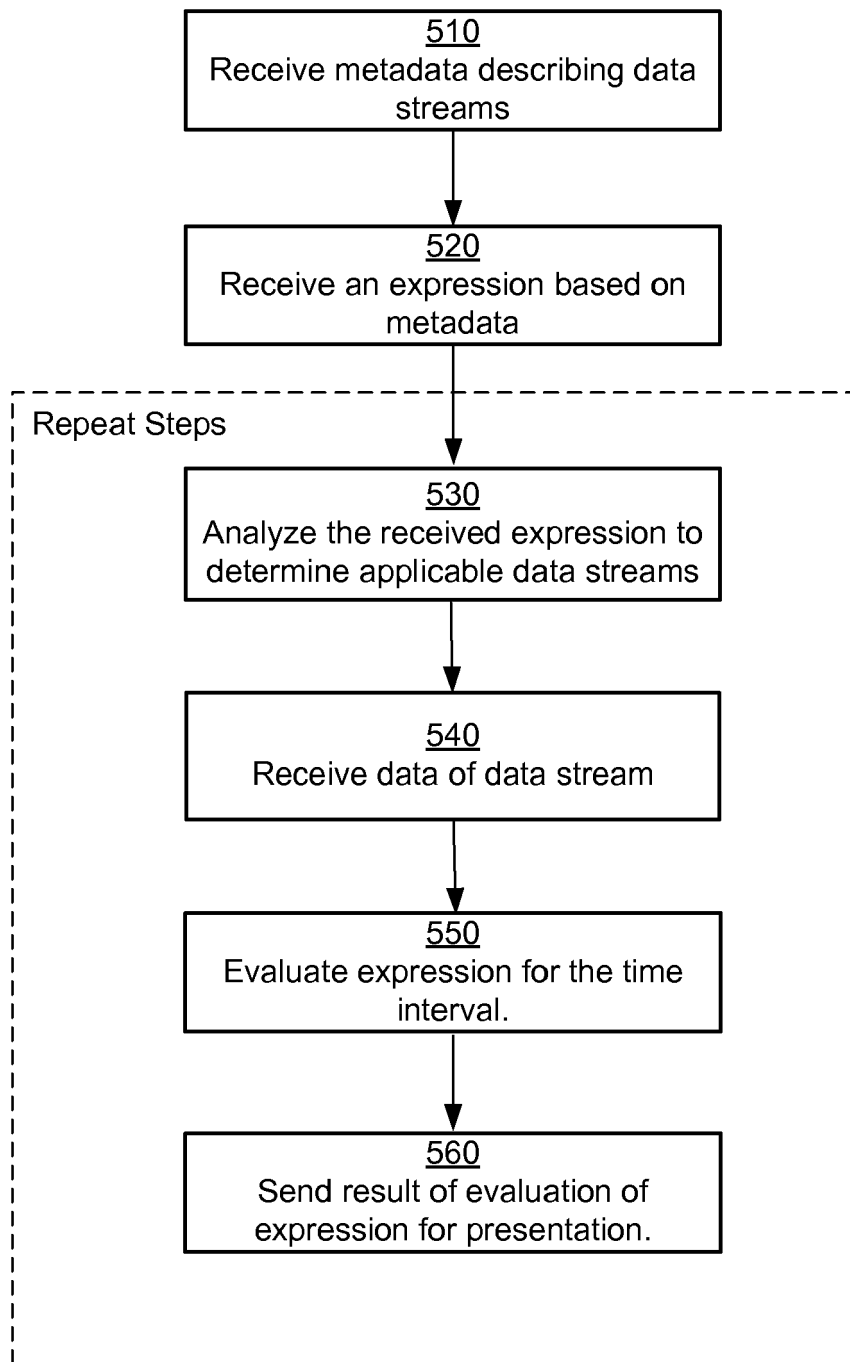 510
Receive metadata describing data
streams
520
Receive an expression based on
metadata
Repeat Steps
530
Analyze the received expression to
determine applicable data streams
540
Receive data of data stream
550
Evaluate expression for the time
interval.
560
Send result of evaluation of
expression for presentation.